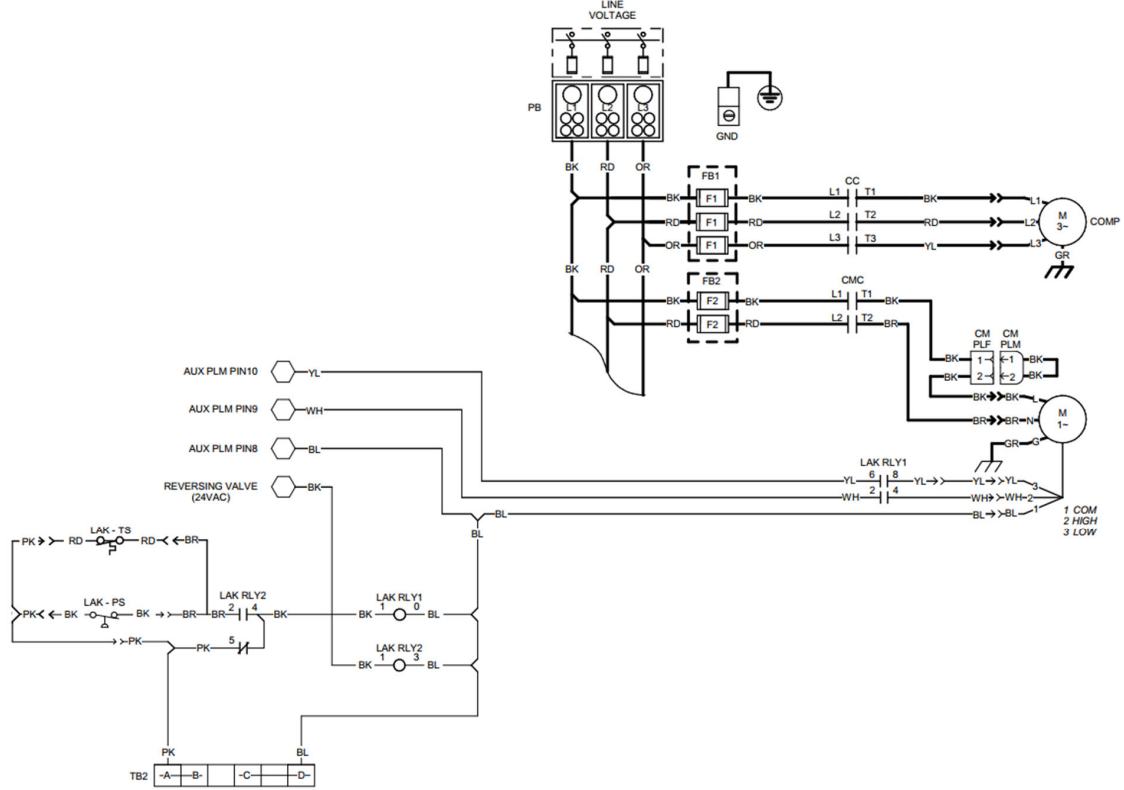 LINE
VOLTAGE
PB
L1 L2 L3
GND
BK RD OR
FB1
CC
BK F1 BK L1 T1 BK L1
RD F1 RD L2 T2 RD L2
OR F1 OR L3 T3 YL L3
M
3~
COMP
GR
BK RD OR
FB2
CMC
BK F2 BK L1 T1 BK
RD F2 RD L2 T2 BR
CM
PLF
CM
PLM
BK 1 1 BK
BK 2 2 BK
BK BK L
BR BR N
GR G
M
1~
AUX PLM PIN10 YL
AUX PLM PIN9 WH
AUX PLM PIN8 BL
REVERSING VALVE
(24VAC)
BK
LAK RLY1
YL 6 8 YL YL YL 3
WH 2 4 WH WH 2
BL BL BL 1
BL
1 COM
2 HIGH
3 LOW
LAK - TS
PK RD RD BR
LAK - PS
PK BK BK BR BR
LAK RLY2
2 4 BK
LAK RLY1
BK 1 0 BL
PK PK 5
LAK RLY2
BK 1 3 BL
PK BL
TB2 A B C D